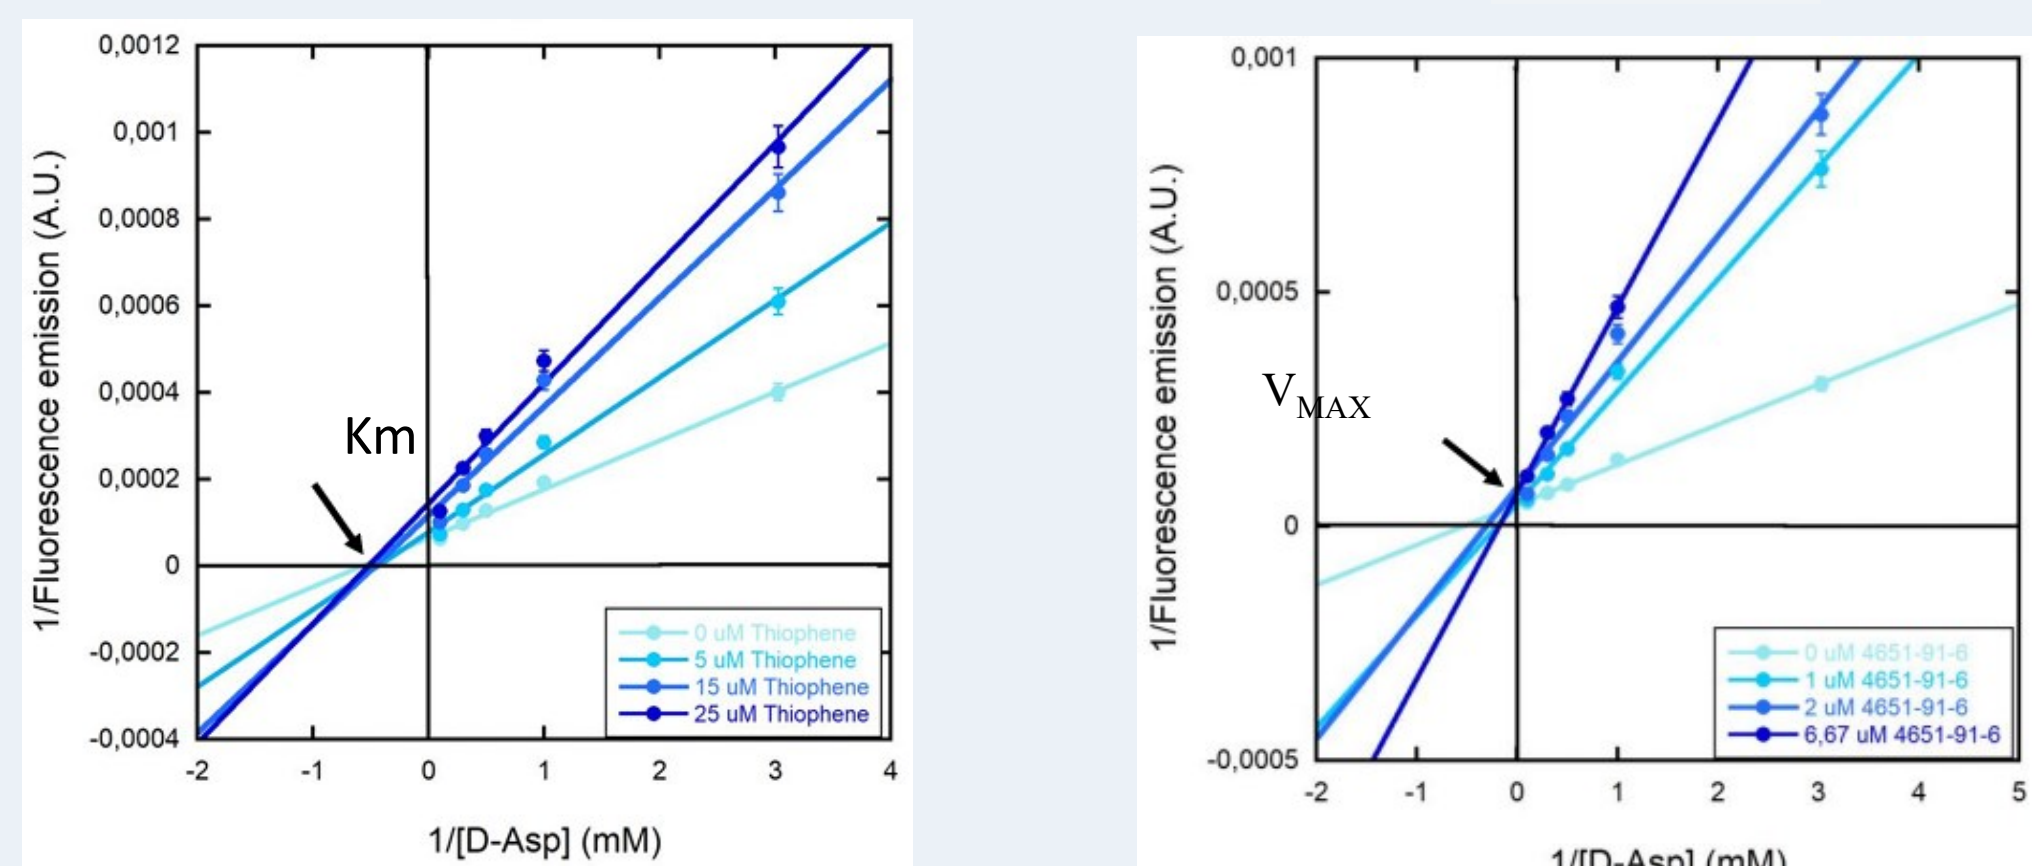 1/Fluorescence emission (A.U.)
0,0012
0,001
0,0008
0,0006
0,0004
0,0002
0
-0,0002
-0,0004
Km
0 uM Thiophene
5 uM Thiophene
15 uM Thiophene
25 uM Thiophene
-2 -1 0 1 2 3 4
1/[D-Asp] (mM)
1/Fluorescence emission (A.U.)
0,001
0,0005
0
-0,0005
VMAX
0 uM 4651-91-6
1 uM 4651-91-6
2 uM 4651-91-6
6,67 uM 4651-91-6
-2 -1 0 1 2 3 4 5
1/[D-Asp] (mM)